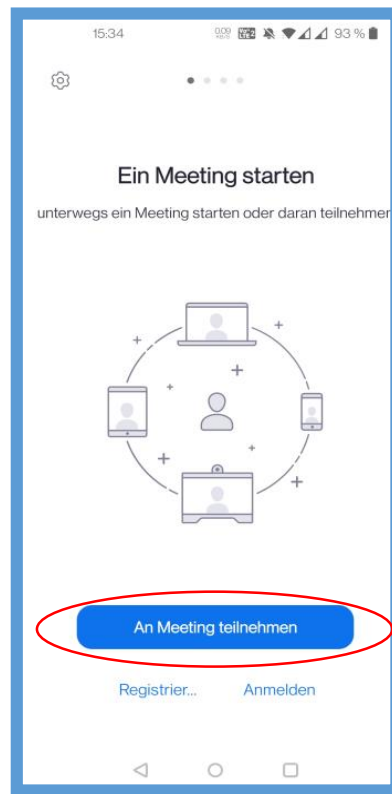 15:34 93 %
Ein Meeting starten
unterwegs ein Meeting starten oder daran teilnehmen
An Meeting teilnehmen
Registrier... Anmelden